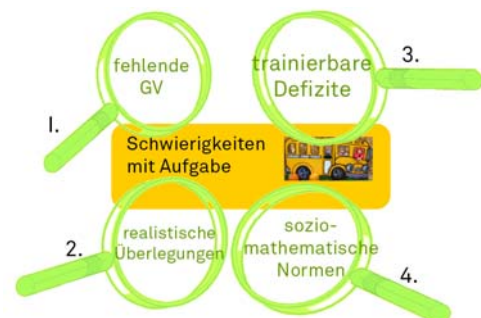 1.
fehlende
GV
3.
trainierbare
Defizite
Schwierigkeiten
mit Aufgabe
2.
realistische
Überlegungen
4.
sozio-
mathematische
Normen